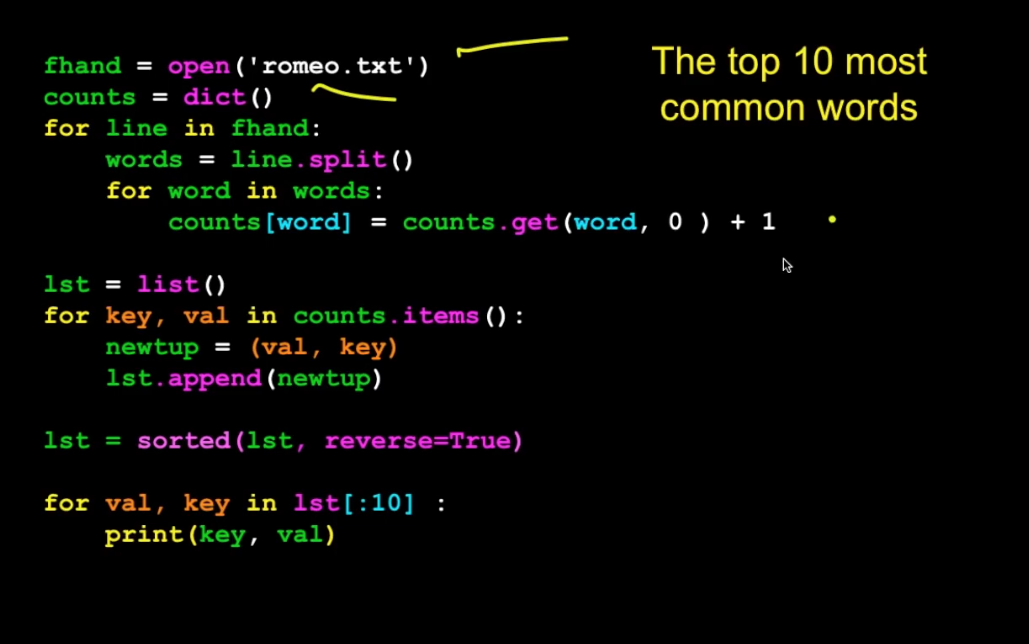 The top 10 most
common words
fhand = open('romeo.txt')
counts = dict()
for line in fhand:
    words = line.split()
    for word in words:
        counts[word] = counts.get(word, 0 ) + 1
lst = list()
for key, val in counts.items():
    newtup = (val, key)
    lst.append(newtup)
lst = sorted(lst, reverse=True)
for val, key in lst[:10] :
    print(key, val)